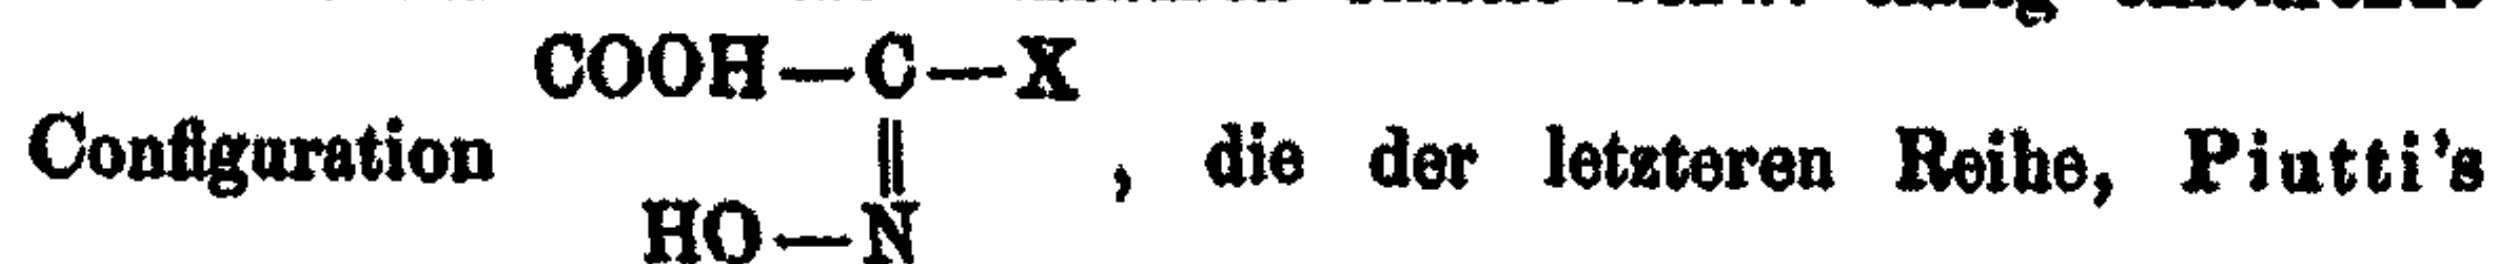 COOH—C—X
Configuration ‖ , die der letzteren Reihe, Piutti's
HO—N